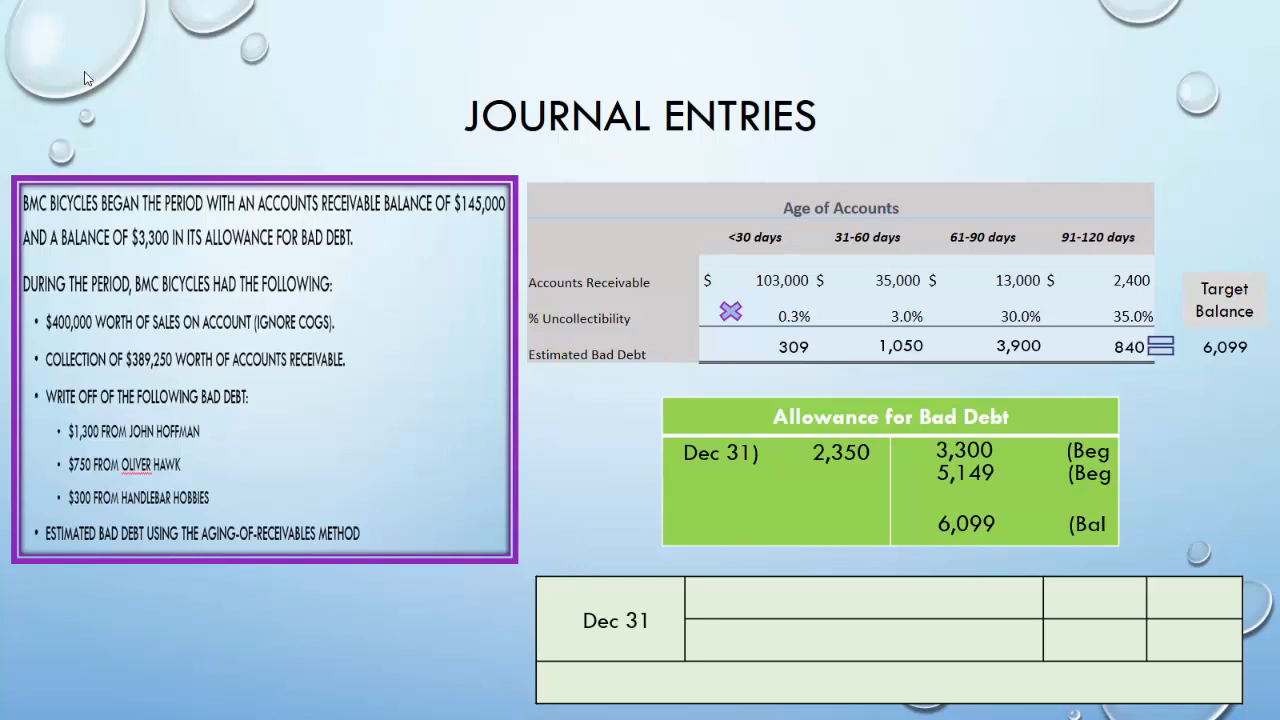 JOURNAL ENTRIES
BMC BICYCLES BEGAN THE PERIOD WITH AN ACCOUNTS RECEIVABLE BALANCE OF $145,000
AND A BALANCE OF $3,300 IN ITS ALLOWANCE FOR BAD DEBT.
DURING THE PERIOD, BMC BICYCLES HAD THE FOLLOWING:
• $400,000 WORTH OF SALES ON ACCOUNT (IGNORE COGS).
• COLLECTION OF $389,250 WORTH OF ACCOUNTS RECEIVABLE.
• WRITE OFF OF THE FOLLOWING BAD DEBT:
• $1,300 FROM JOHN HOFFMAN
• $750 FROM OLIVER HAWK
• $300 FROM HANDLEBAR HOBBIES
• ESTIMATED BAD DEBT USING THE AGING-OF-RECEIVABLES METHOD
Age of Accounts
<30 days 31-60 days 61-90 days 91-120 days
Accounts Receivable $ 103,000 $ 35,000 $ 13,000 $ 2,400
% Uncollectibility 0.3% 3.0% 30.0% 35.0%
Estimated Bad Debt 309 1,050 3,900 840
Target
Balance
6,099
Allowance for Bad Debt
Dec 31) 2,350 3,300 (Beg
5,149 (Beg
6,099 (Bal
Dec 31